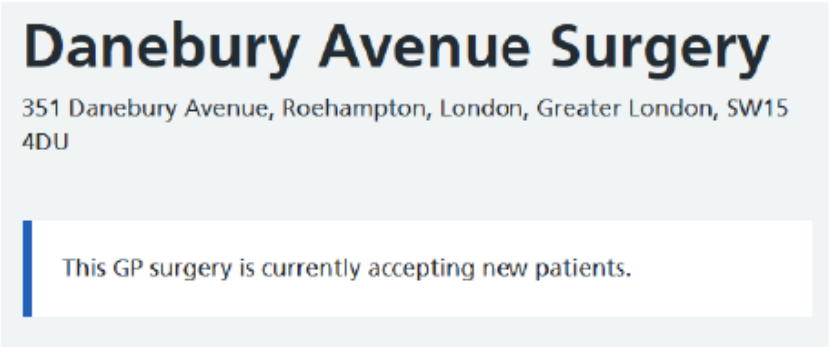 Danebury Avenue Surgery
351 Danebury Avenue, Roehampton, London, Greater London, SW15
4DU
This GP surgery is currently accepting new patients.